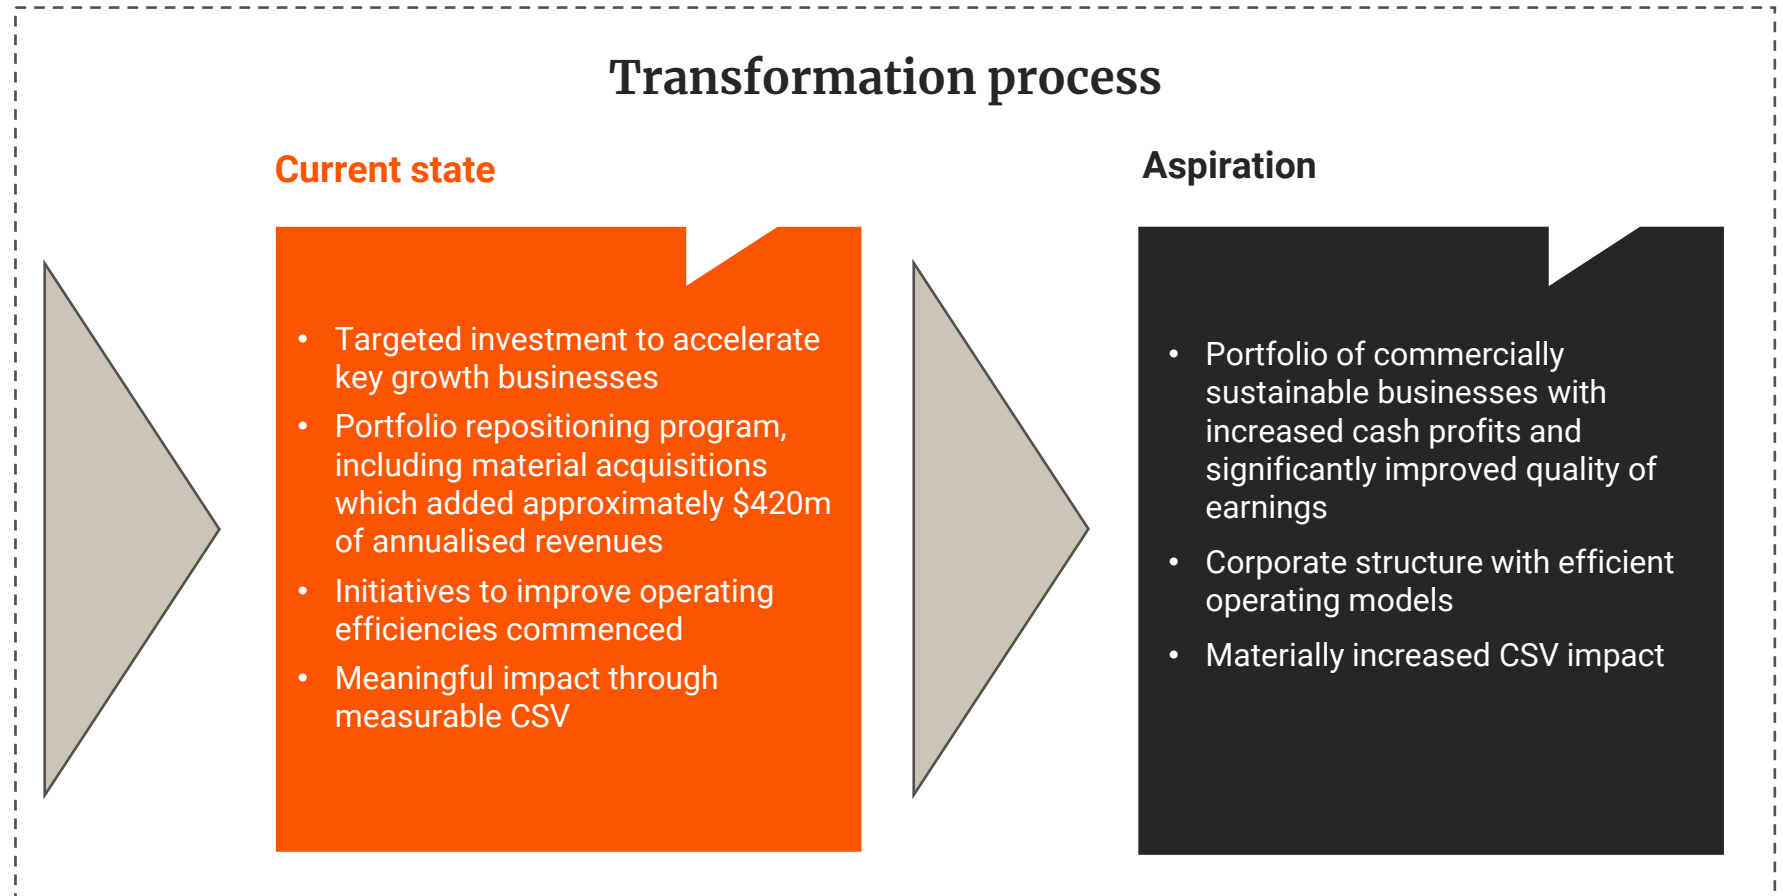 Transformation process
Current state
• Targeted investment to accelerate
key growth businesses
• Portfolio repositioning program,
including material acquisitions
which added approximately $420m
of annualised revenues
• Initiatives to improve operating
efficiencies commenced
• Meaningful impact through
measurable CSV
Aspiration
• Portfolio of commercially
sustainable businesses with
increased cash profits and
significantly improved quality of
earnings
• Corporate structure with efficient
operating models
• Materially increased CSV impact